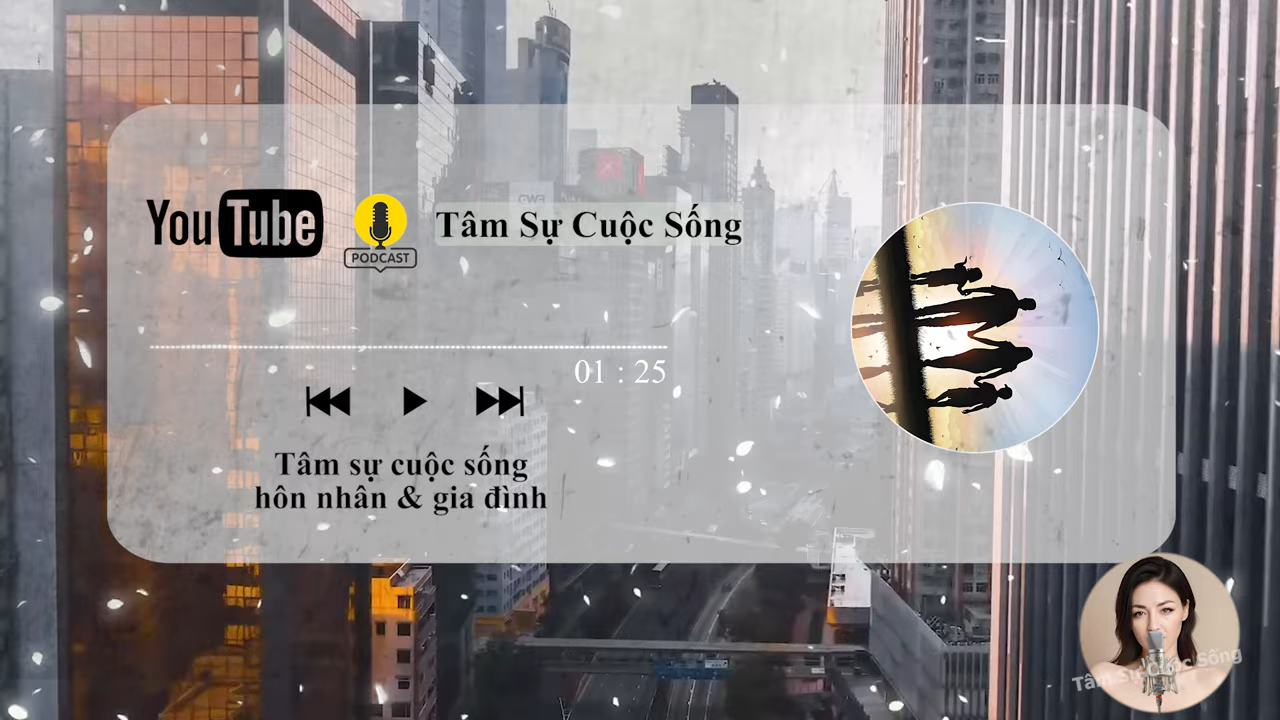 YouTube
PODCAST
Tâm Sự Cuộc Sống
01 : 25
Tâm sự cuộc sống
hôn nhân & gia đình
Tâm Sự Cuộc Sống